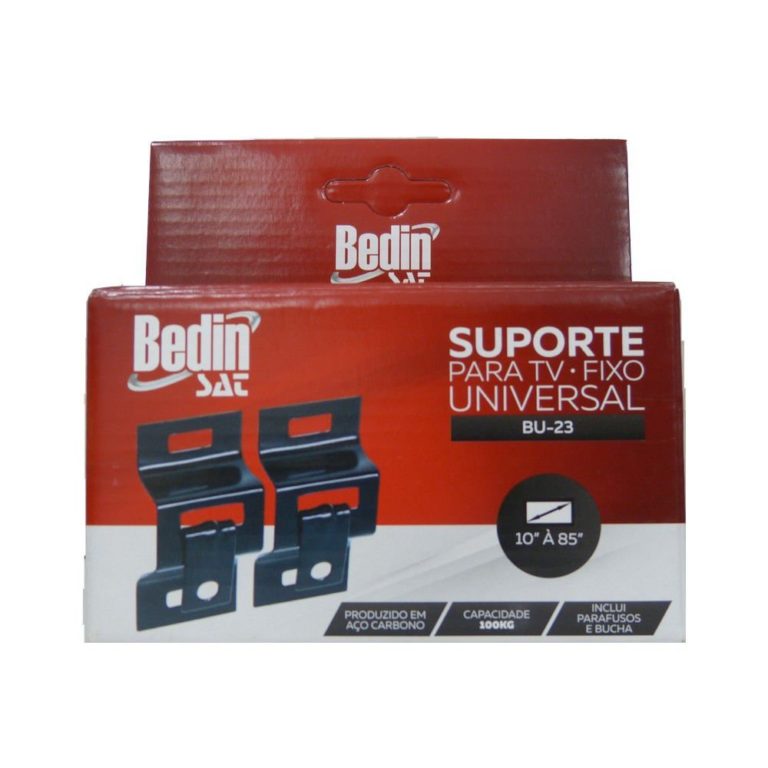 Bedin
SAT
Bedin
SAT
SUPORTE
PARA TV · FIXO
UNIVERSAL
BU-23
10" À 85"
PRODUZIDO EM
AÇO CARBONO
CAPACIDADE
100KG
INCLUI
PARAFUSOS
E BUCHA